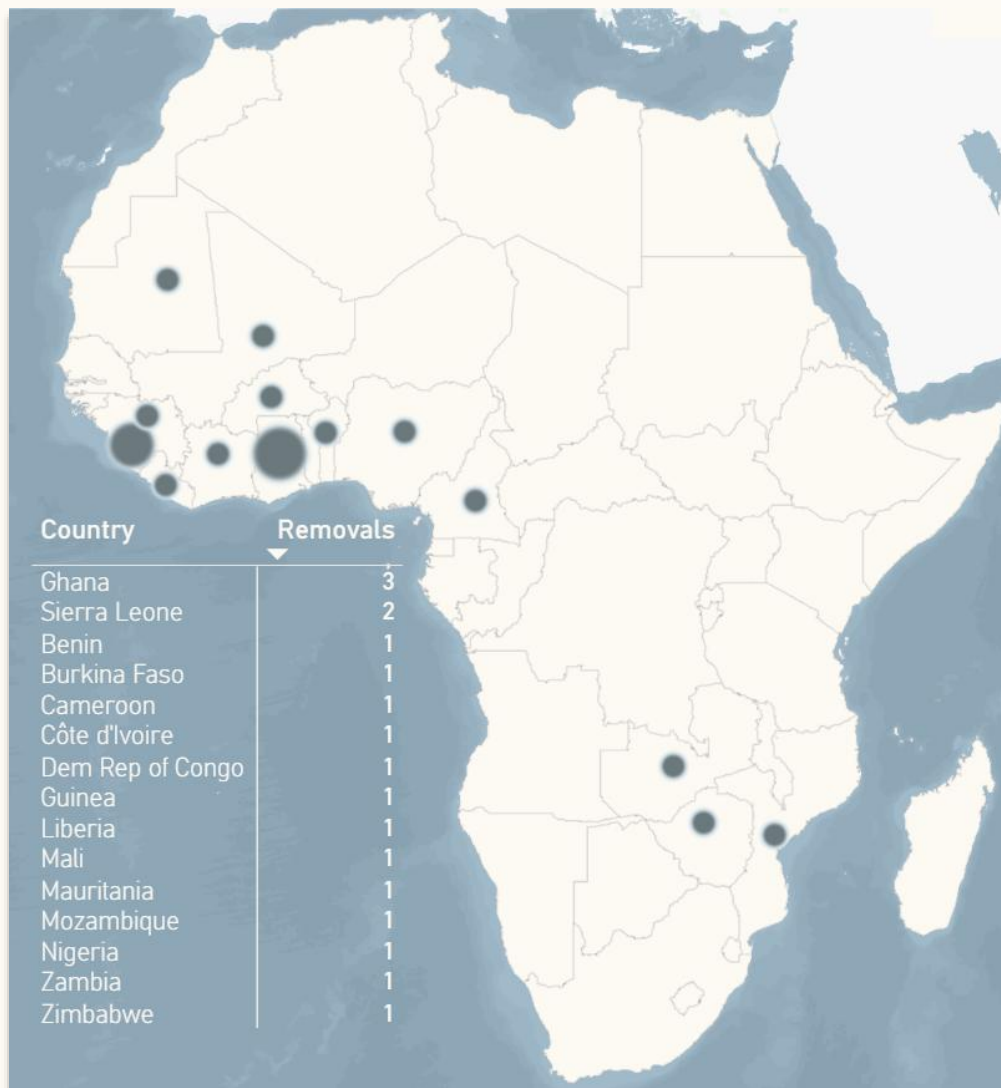 Country Removals
Ghana 3
Sierra Leone 2
Benin 1
Burkina Faso 1
Cameroon 1
Côte d'Ivoire 1
Dem Rep of Congo 1
Guinea 1
Liberia 1
Mali 1
Mauritania 1
Mozambique 1
Nigeria 1
Zambia 1
Zimbabwe 1